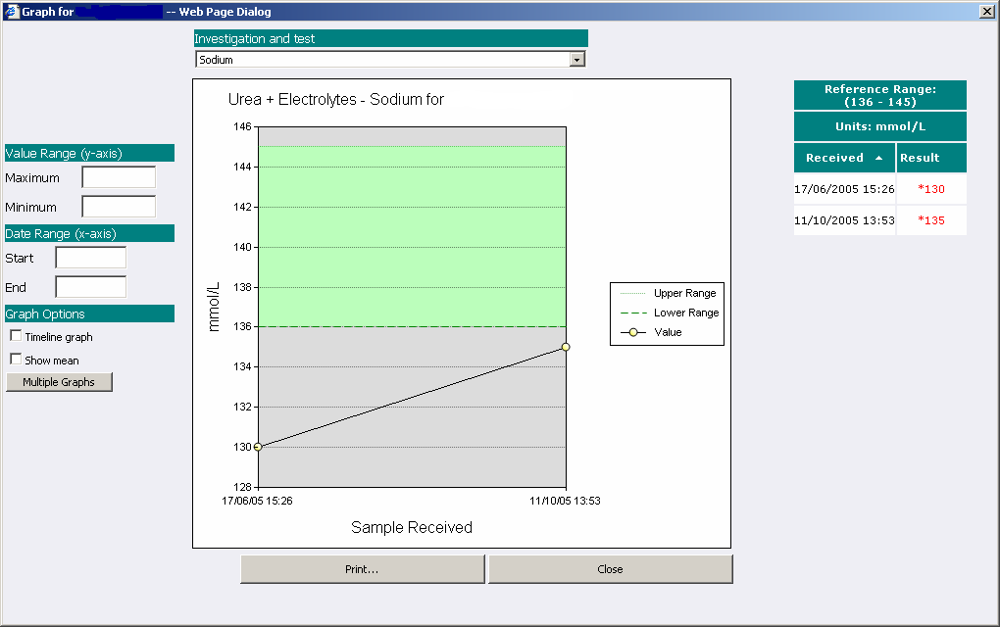 Graph for -- Web Page Dialog
Investigation and test
Sodium
Value Range (y-axis)
Maximum
Minimum
Date Range (x-axis)
Start
End
Graph Options
Timeline graph
Show mean
Multiple Graphs
Urea + Electrolytes - Sodium for
146
144
142
140
138
136
134
132
130
128
mmol/L
17/06/05 15:26 11/10/05 13:53
Sample Received
Upper Range
Lower Range
Value
Reference Range:
(136 - 145)
Units: mmol/L
Received Result
17/06/2005 15:26 *130
11/10/2005 13:53 *135
Print... Close